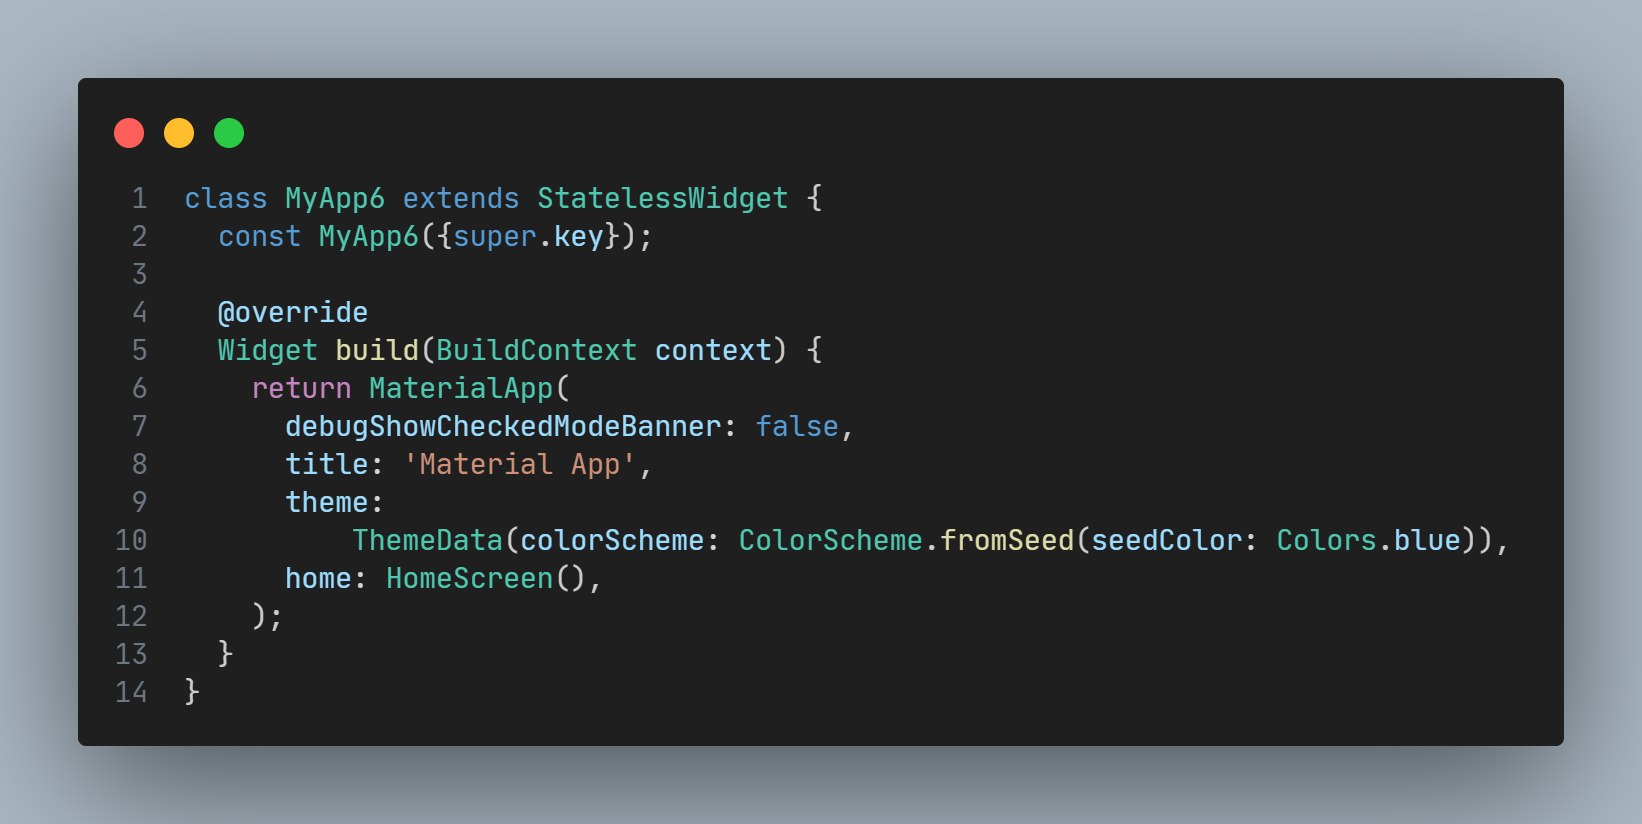 1 class MyApp6 extends StatelessWidget {
2   const MyApp6({super.key});
3
4   @override
5   Widget build(BuildContext context) {
6     return MaterialApp(
7       debugShowCheckedModeBanner: false,
8       title: 'Material App',
9       theme:
10           ThemeData(colorScheme: ColorScheme.fromSeed(seedColor: Colors.blue)),
11       home: HomeScreen(),
12     );
13   }
14 }